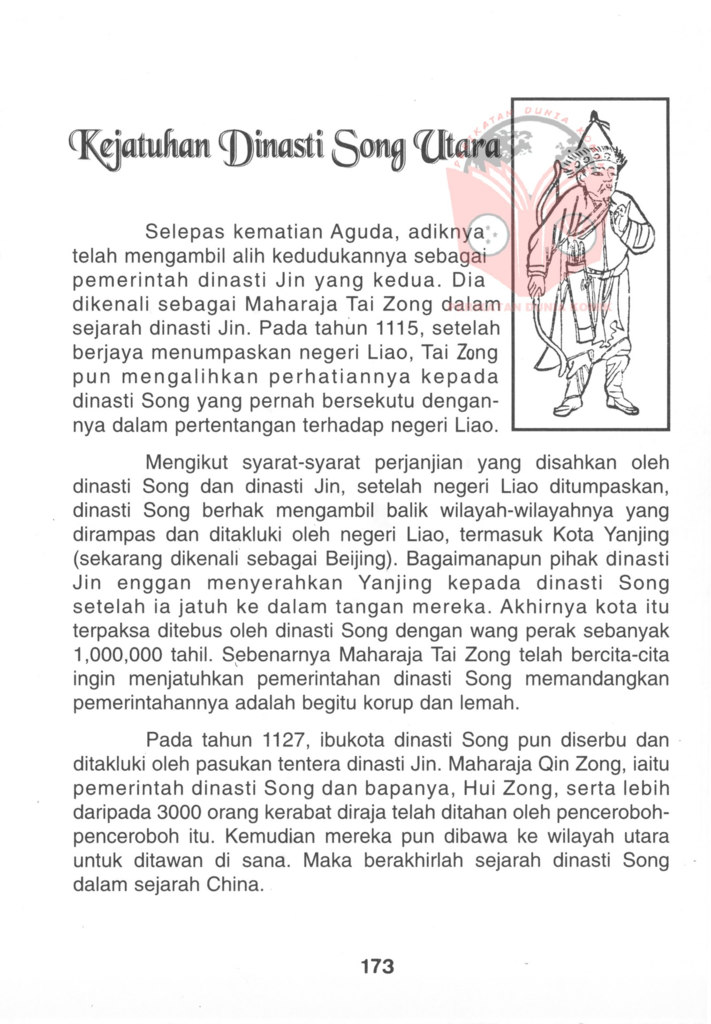 Kejatuhan Dinasti Song Utara
Selepas kematian Aguda, adiknya
telah mengambil alih kedudukannya sebagai
pemerintah dinasti Jin yang kedua. Dia
dikenali sebagai Maharaja Tai Zong dalam
sejarah dinasti Jin. Pada tahun 1115, setelah
berjaya menumpaskan negeri Liao, Tai Zong
pun mengalihkan perhatiannya kepada
dinasti Song yang pernah bersekutu dengan-
nya dalam pertentangan terhadap negeri Liao.
Mengikut syarat-syarat perjanjian yang disahkan oleh
dinasti Song dan dinasti Jin, setelah negeri Liao ditumpaskan,
dinasti Song berhak mengambil balik wilayah-wilayahnya yang
dirampas dan ditakluki oleh negeri Liao, termasuk Kota Yanjing
(sekarang dikenali sebagai Beijing). Bagaimanapun pihak dinasti
Jin enggan menyerahkan Yanjing kepada dinasti Song
setelah ia jatuh ke dalam tangan mereka. Akhirnya kota itu
terpaksa ditebus oleh dinasti Song dengan wang perak sebanyak
1,000,000 tahil. Sebenarnya Maharaja Tai Zong telah bercita-cita
ingin menjatuhkan pemerintahan dinasti Song memandangkan
pemerintahannya adalah begitu korup dan lemah.
Pada tahun 1127, ibukota dinasti Song pun diserbu dan
ditakluki oleh pasukan tentera dinasti Jin. Maharaja Qin Zong, iaitu
pemerintah dinasti Song dan bapanya, Hui Zong, serta lebih
daripada 3000 orang kerabat diraja telah ditahan oleh penceroboh-
penceroboh itu. Kemudian mereka pun dibawa ke wilayah utara
untuk ditawan di sana. Maka berakhirlah sejarah dinasti Song
dalam sejarah China.
173